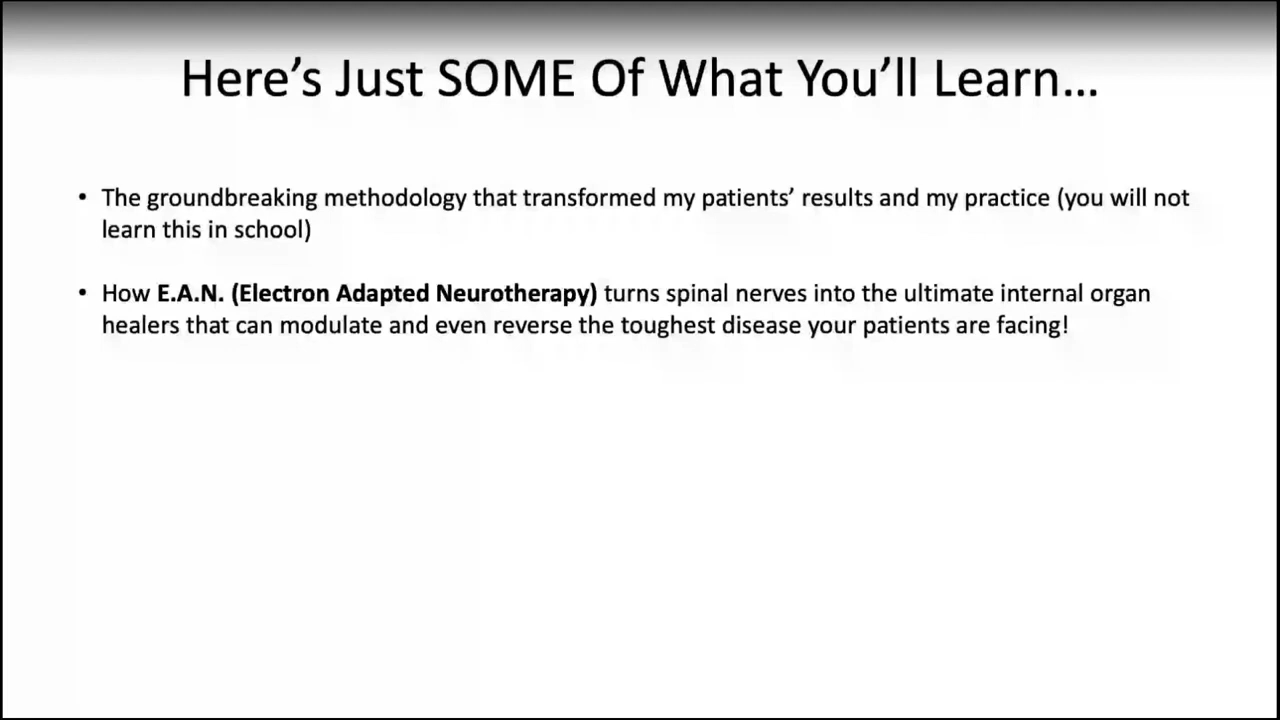 Here’s Just SOME Of What You’ll Learn...
• The groundbreaking methodology that transformed my patients’ results and my practice (you will not
learn this in school)
• How E.A.N. (Electron Adapted Neurotherapy) turns spinal nerves into the ultimate internal organ
healers that can modulate and even reverse the toughest disease your patients are facing!